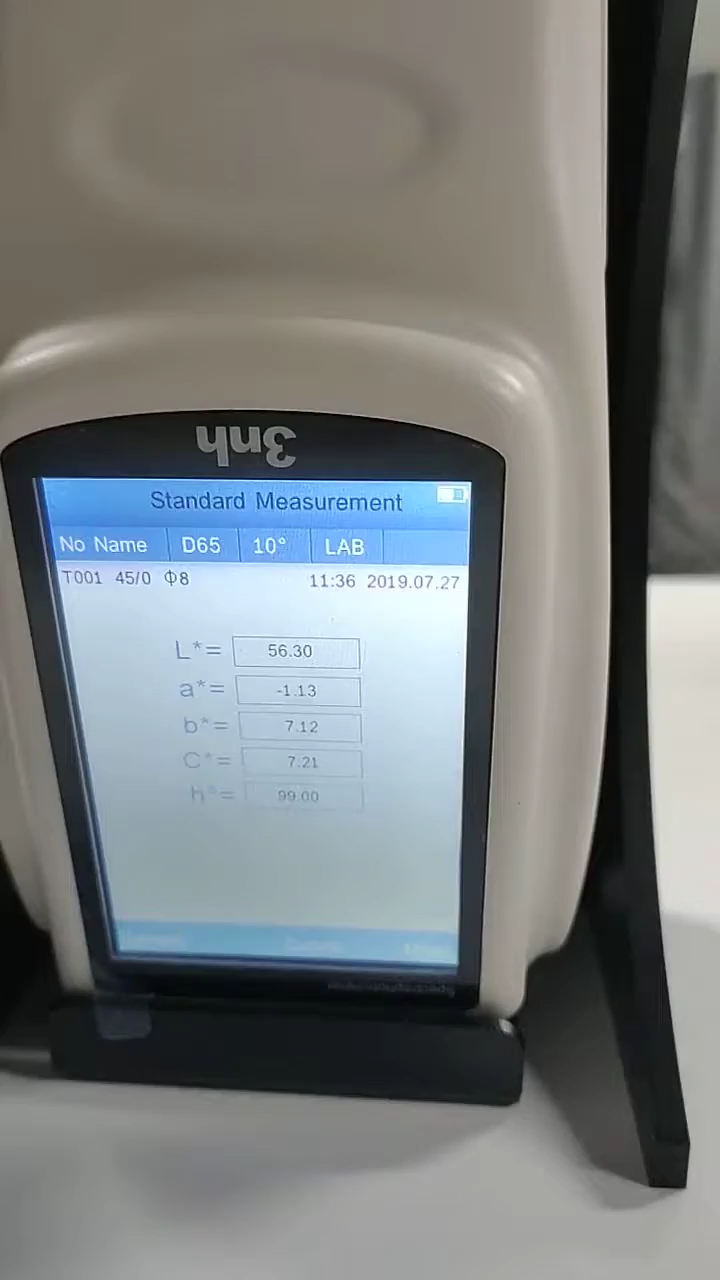 3nh
Standard Measurement
No Name D65 10° LAB
T001 45/0 Φ8 11:36 2019.07.27
L*= 56.30
a*= -1.13
b*= 7.12
C*= 7.21
h°= 99.00